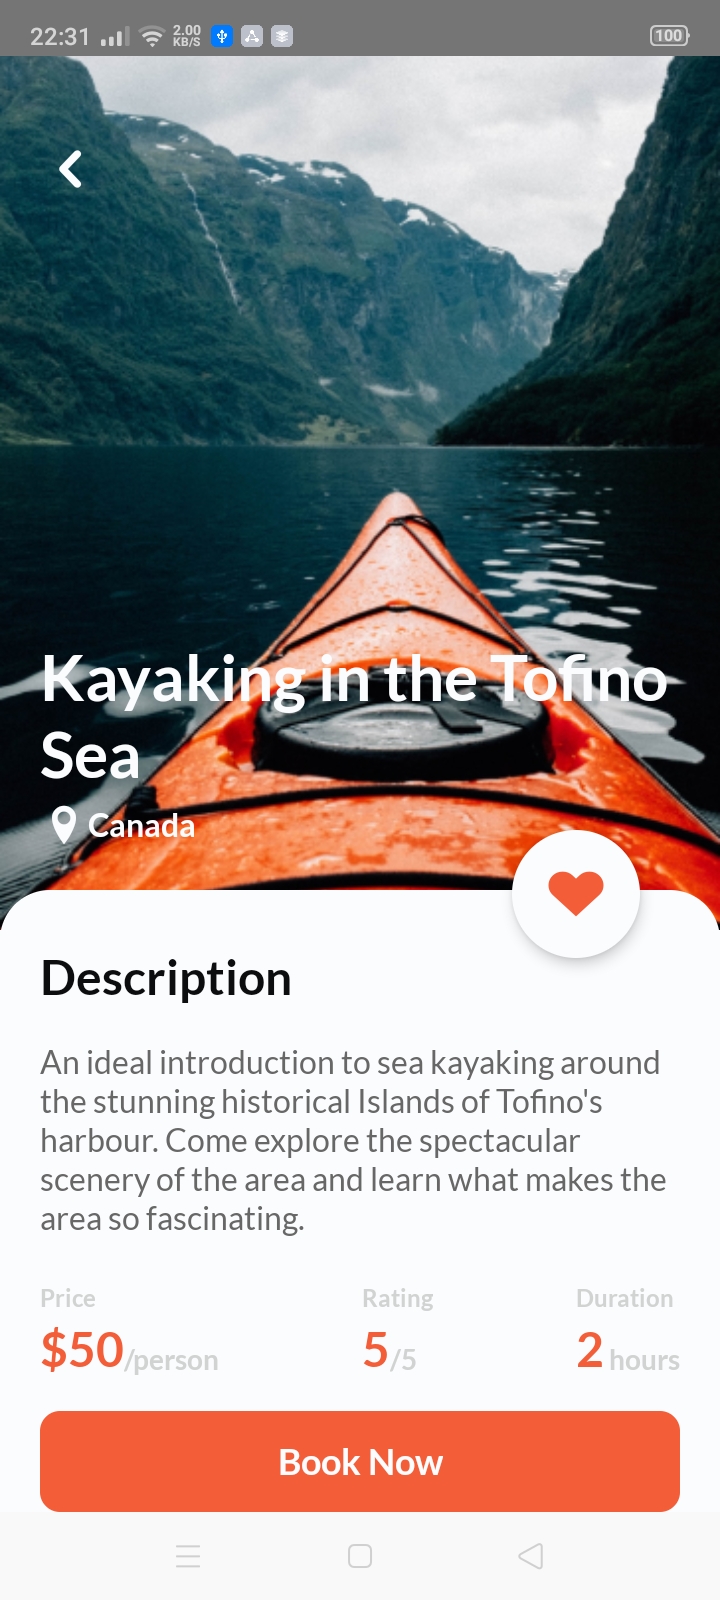 22:31 2.00 KB/S 100
Kayaking in the Tofino
Sea
Canada
Description
An ideal introduction to sea kayaking around
the stunning historical Islands of Tofino's
harbour. Come explore the spectacular
scenery of the area and learn what makes the
area so fascinating.
Price Rating Duration
$50/person 5/5 2 hours
Book Now